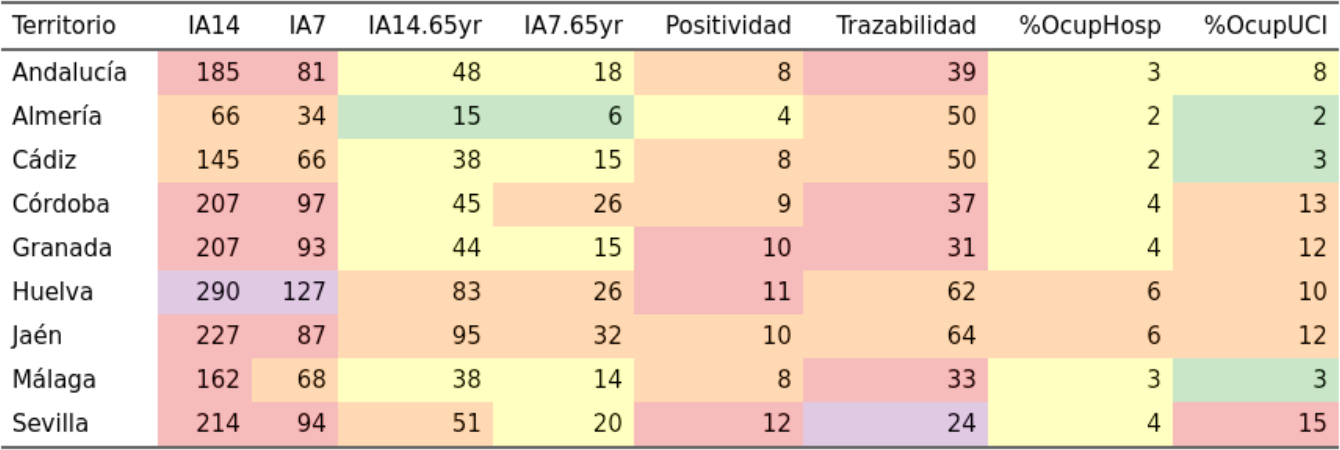 Territorio IA14 IA7 IA14.65yr IA7.65yr Positividad Trazabilidad %OcupHosp %OcupUCI
Andalucía 185 81 48 18 8 39 3 8
Almería 66 34 15 6 4 50 2 2
Cádiz 145 66 38 15 8 50 2 3
Córdoba 207 97 45 26 9 37 4 13
Granada 207 93 44 15 10 31 4 12
Huelva 290 127 83 26 11 62 6 10
Jaén 227 87 95 32 10 64 6 12
Málaga 162 68 38 14 8 33 3 3
Sevilla 214 94 51 20 12 24 4 15